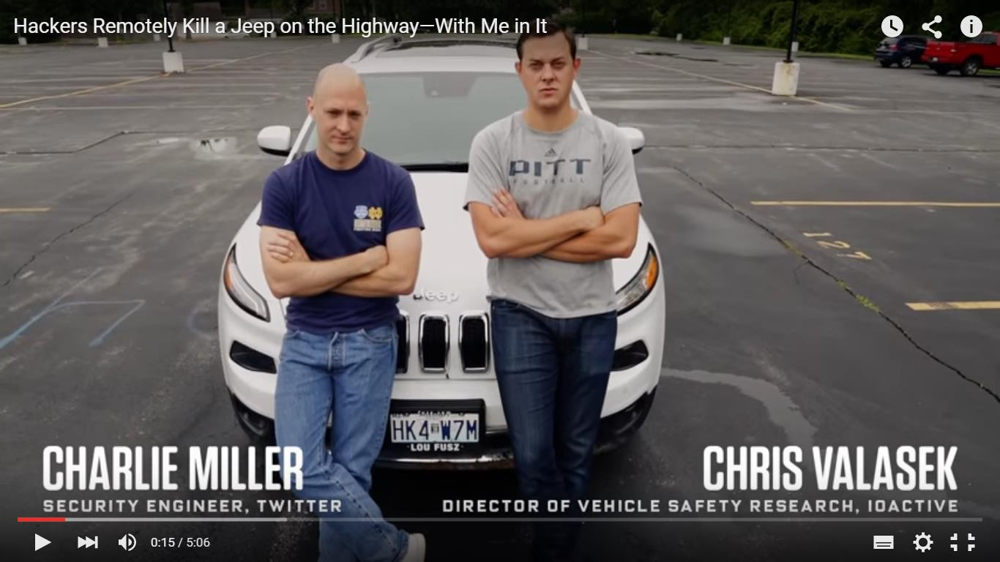 Hackers Remotely Kill a Jeep on the Highway—With Me in It
PITT
FOOTBALL
Jeep
127
HK4 W7M
LOU FUSZ
CHARLIE MILLER
SECURITY ENGINEER, TWITTER
CHRIS VALASEK
DIRECTOR OF VEHICLE SAFETY RESEARCH, IOACTIVE
0:15 / 5:06